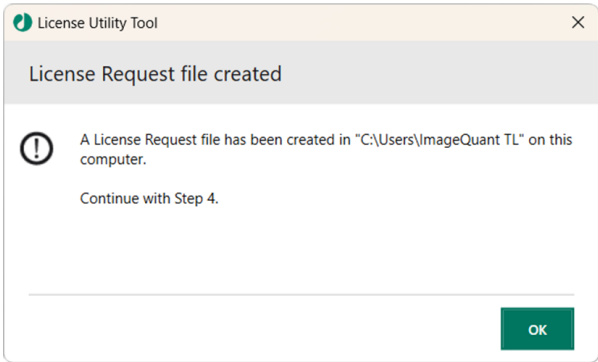 License Utility Tool
License Request file created
A License Request file has been created in "C:\Users\ImageQuant TL" on this
computer.
Continue with Step 4.
OK